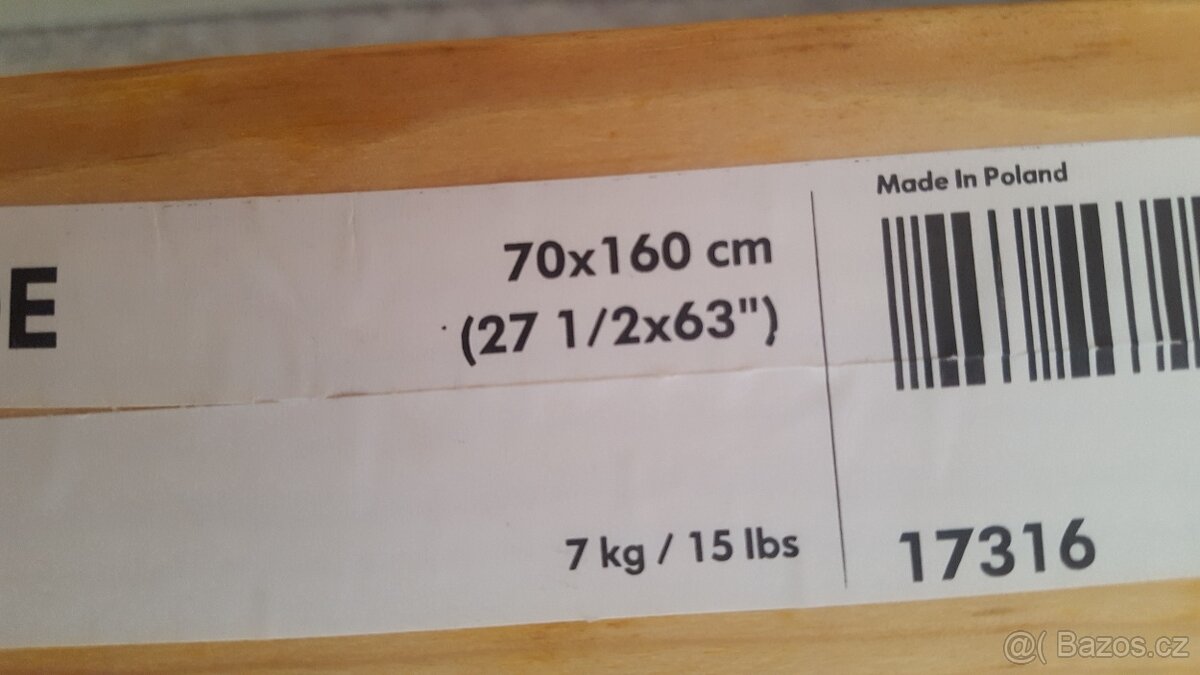 Made In Poland
E
70x160 cm
(27 1/2x63")
7 kg / 15 lbs
17316
@( Bazos.cz